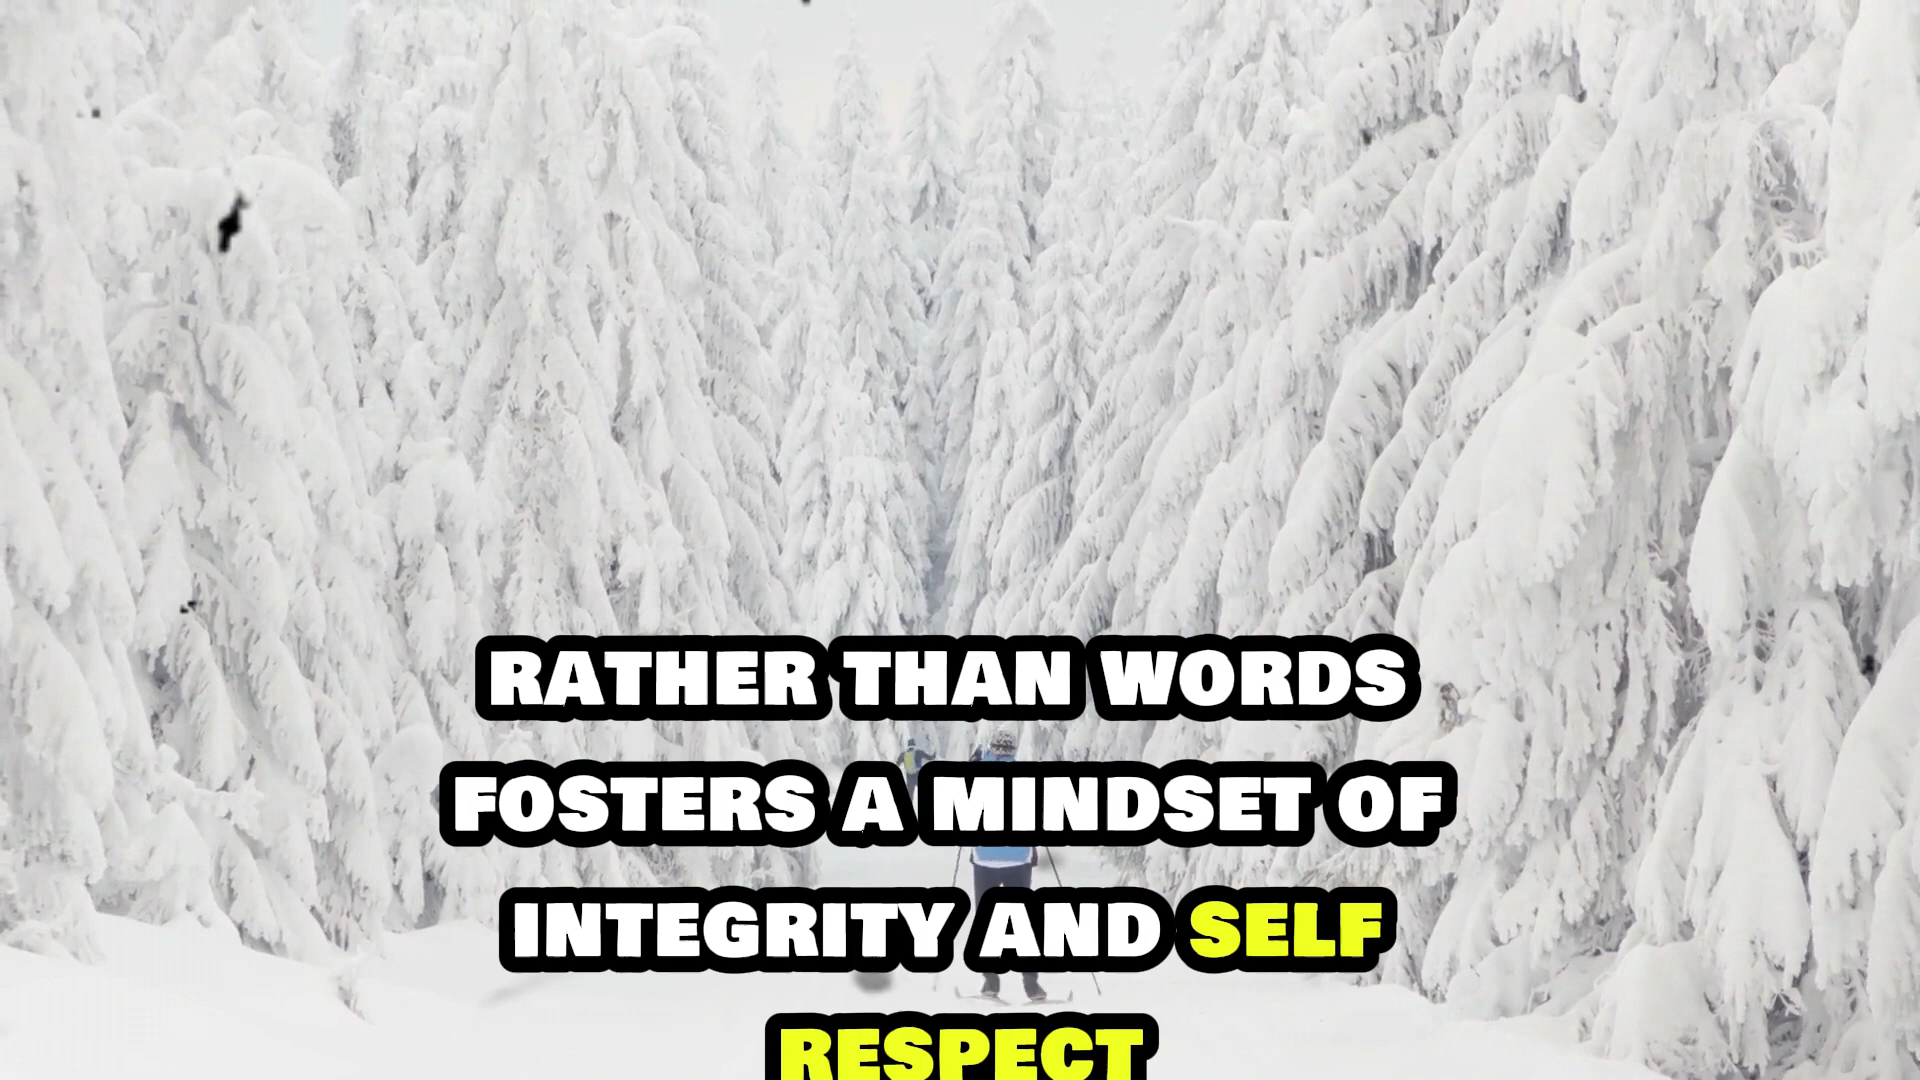 RATHER THAN WORDS
FOSTERS A MINDSET OF
INTEGRITY AND SELF
RESPECT